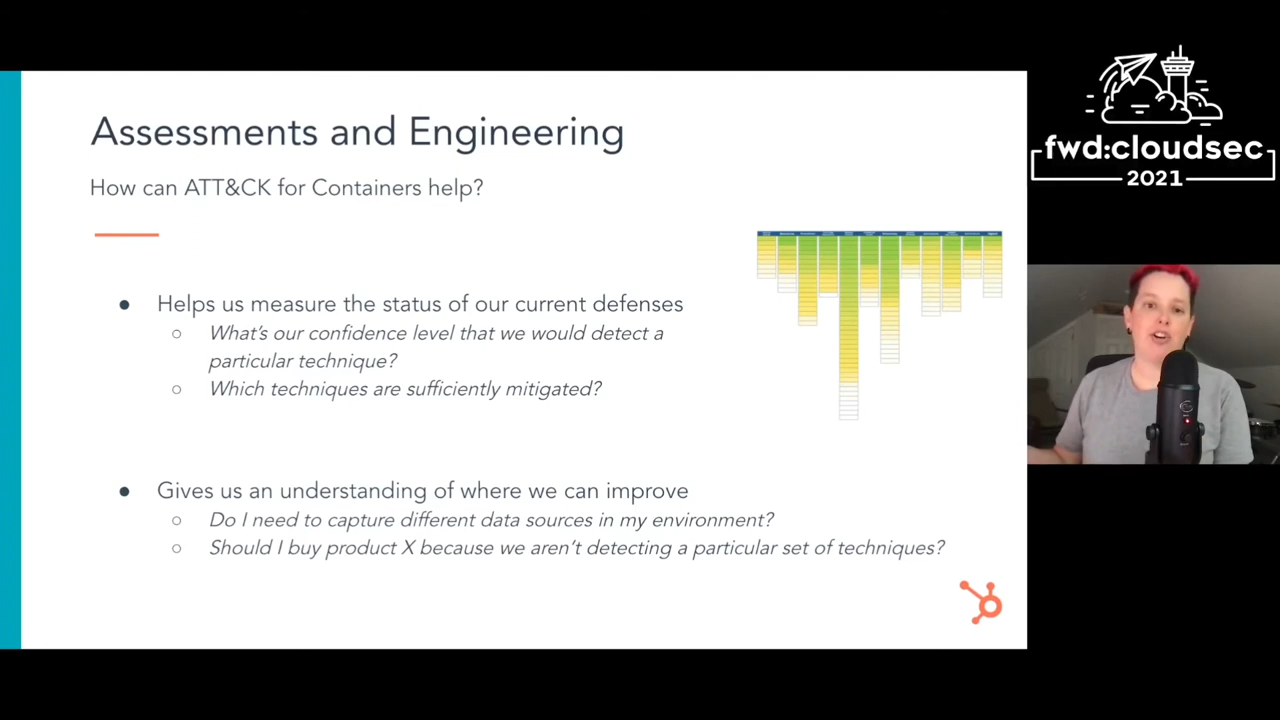 Assessments and Engineering
How can ATT&CK for Containers help?
● Helps us measure the status of our current defenses
○ What's our confidence level that we would detect a
particular technique?
○ Which techniques are sufficiently mitigated?
● Gives us an understanding of where we can improve
○ Do I need to capture different data sources in my environment?
○ Should I buy product X because we aren't detecting a particular set of techniques?
fwd:cloudsec
2021